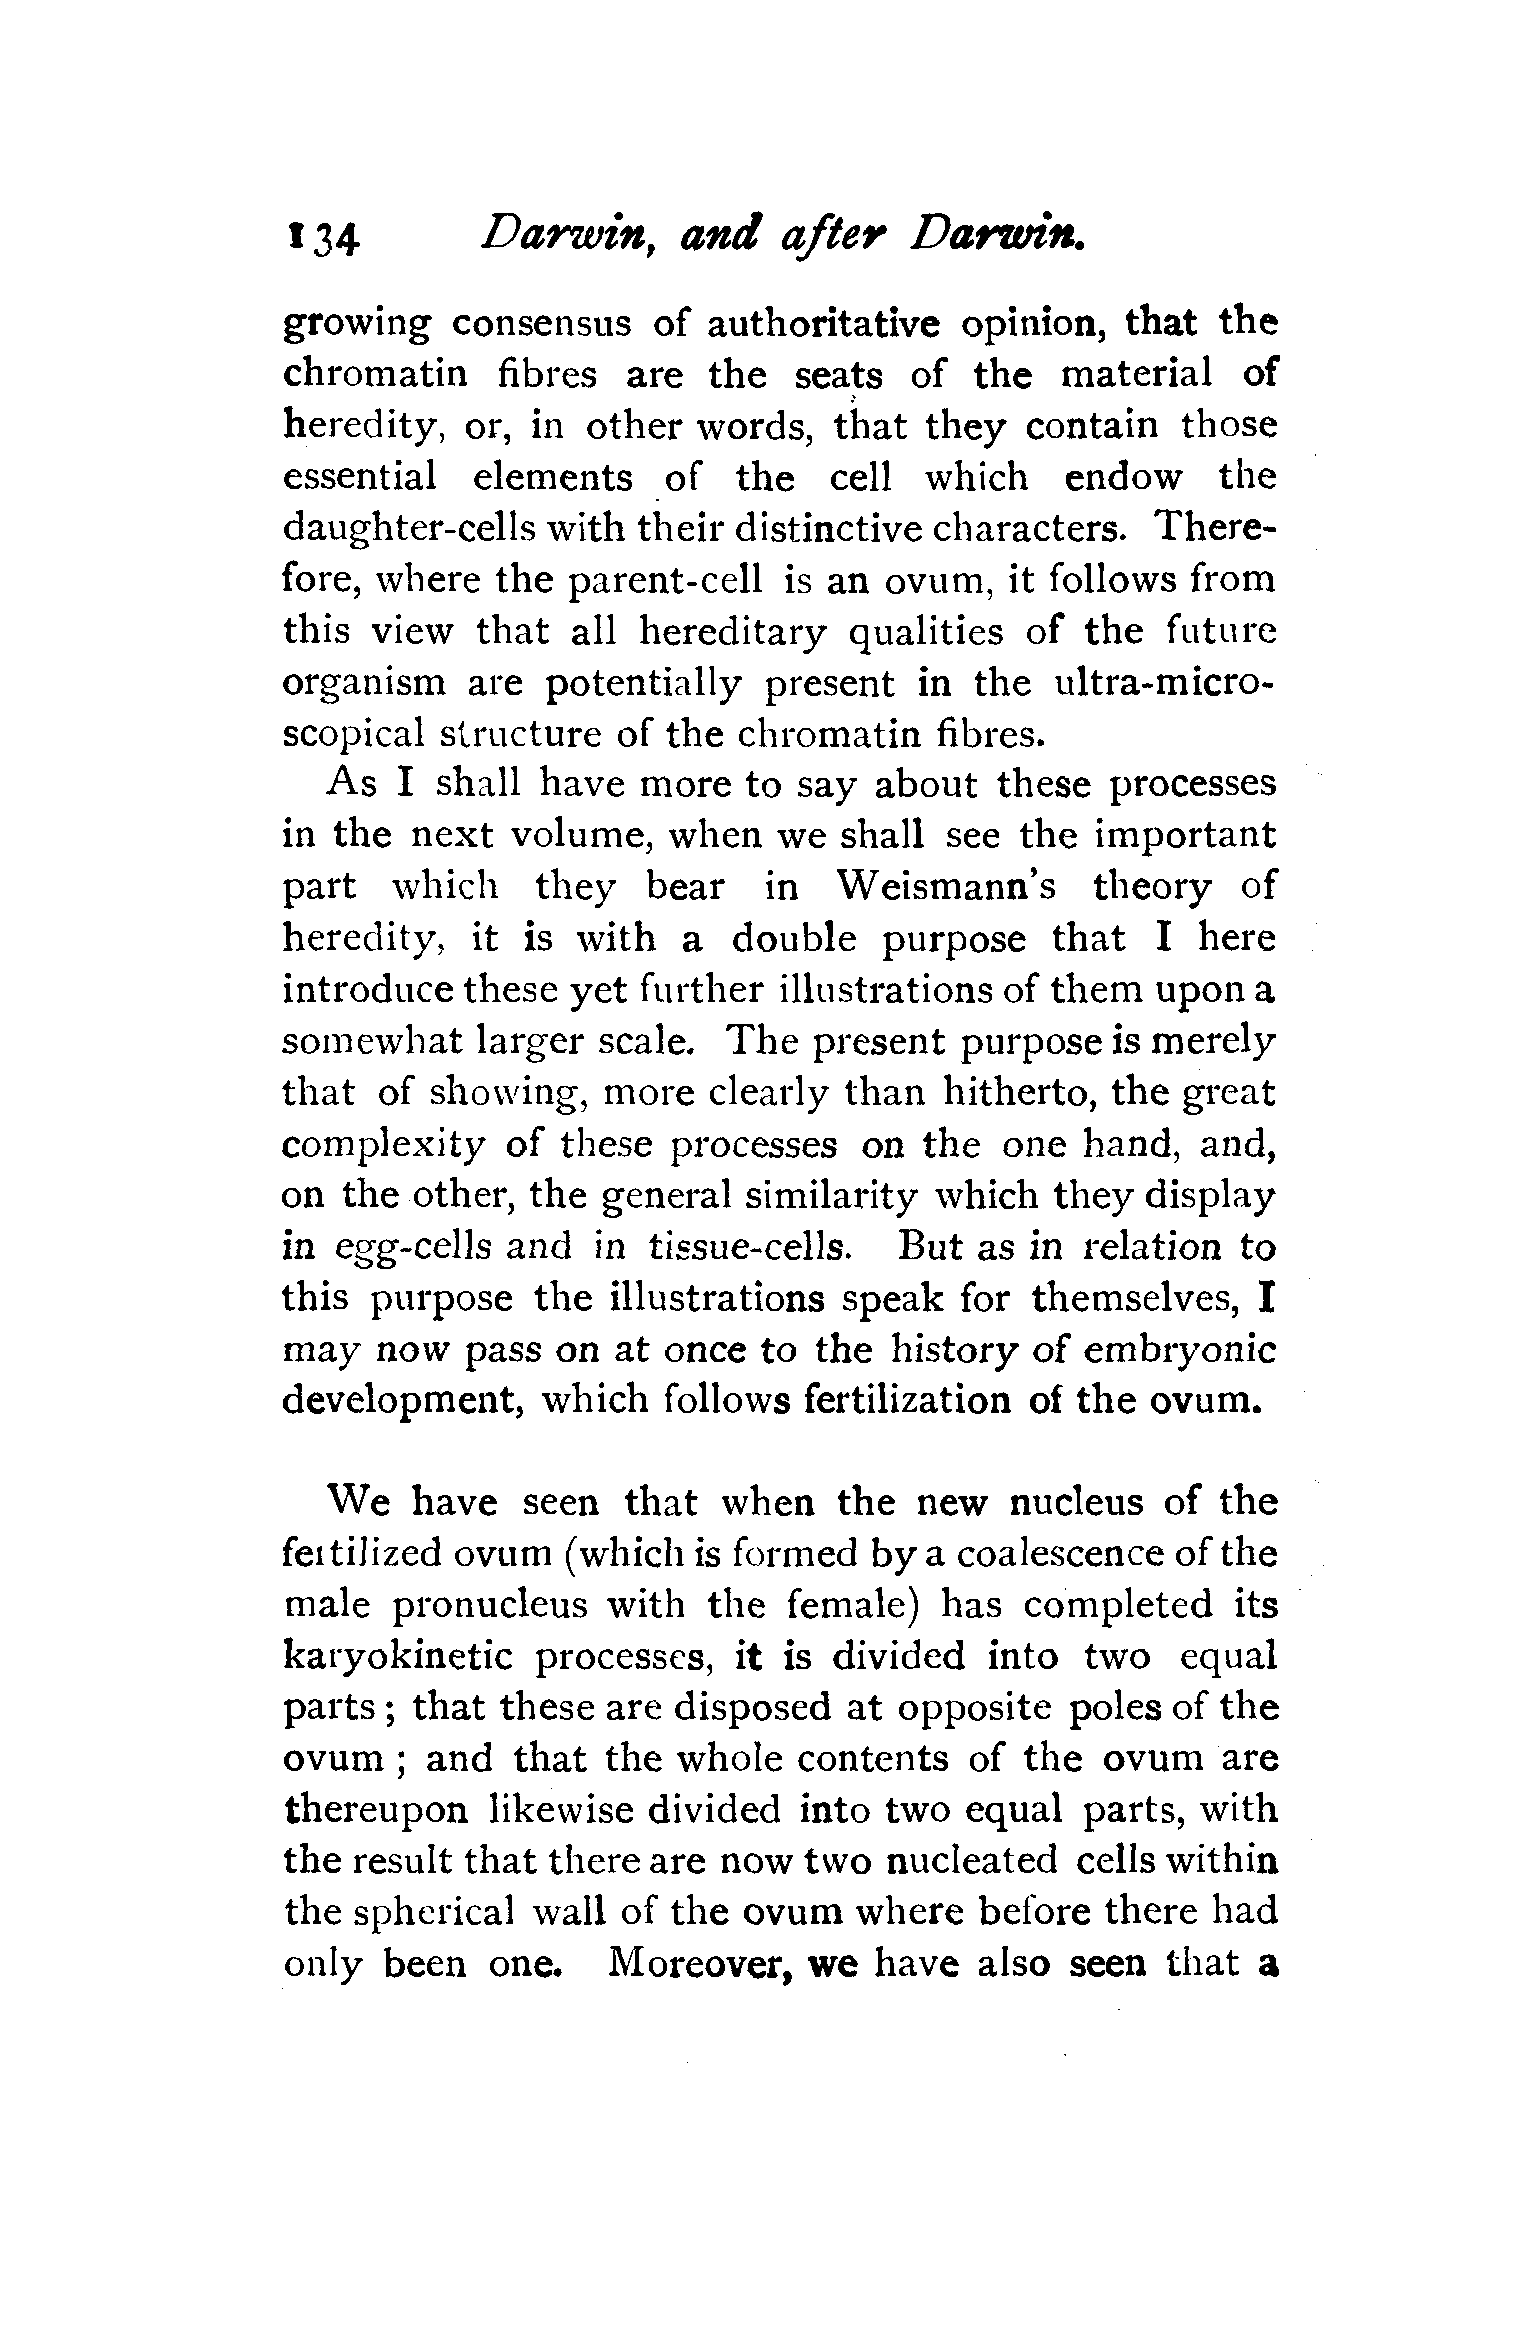 134 Darwin, and after Darwin.
growing consensus of authoritative opinion, that the
chromatin fibres are the seats of the material of
heredity, or, in other words, that they contain those
essential elements of the cell which endow the
daughter-cells with their distinctive characters. There-
fore, where the parent-cell is an ovum, it follows from
this view that all hereditary qualities of the future
organism are potentially present in the ultra-micro-
scopical structure of the chromatin fibres.
As I shall have more to say about these processes
in the next volume, when we shall see the important
part which they bear in Weismann's theory of
heredity, it is with a double purpose that I here
introduce these yet further illustrations of them upon a
somewhat larger scale. The present purpose is merely
that of showing, more clearly than hitherto, the great
complexity of these processes on the one hand, and,
on the other, the general similarity which they display
in egg-cells and in tissue-cells. But as in relation to
this purpose the illustrations speak for themselves, I
may now pass on at once to the history of embryonic
development, which follows fertilization of the ovum.
We have seen that when the new nucleus of the
fertilized ovum (which is formed by a coalescence of the
male pronucleus with the female) has completed its
karyokinetic processes, it is divided into two equal
parts ; that these are disposed at opposite poles of the
ovum ; and that the whole contents of the ovum are
thereupon likewise divided into two equal parts, with
the result that there are now two nucleated cells within
the spherical wall of the ovum where before there had
only been one. Moreover, we have also seen that a